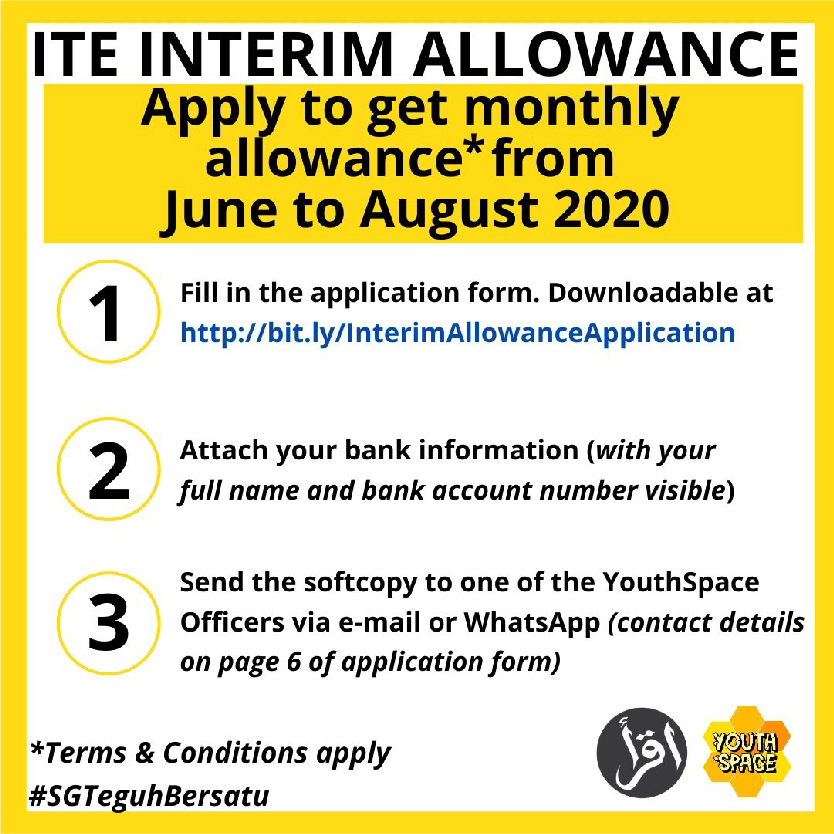 ITE INTERIM ALLOWANCE
Apply to get monthly
allowance* from
June to August 2020
1
Fill in the application form. Downloadable at
http://bit.ly/InterimAllowanceApplication
2
Attach your bank information (with your
full name and bank account number visible)
3
Send the softcopy to one of the YouthSpace
Officers via e-mail or WhatsApp (contact details
on page 6 of application form)
*Terms & Conditions apply
#SGTeguhBersatu
اقرأ
YOUTH
SPACE